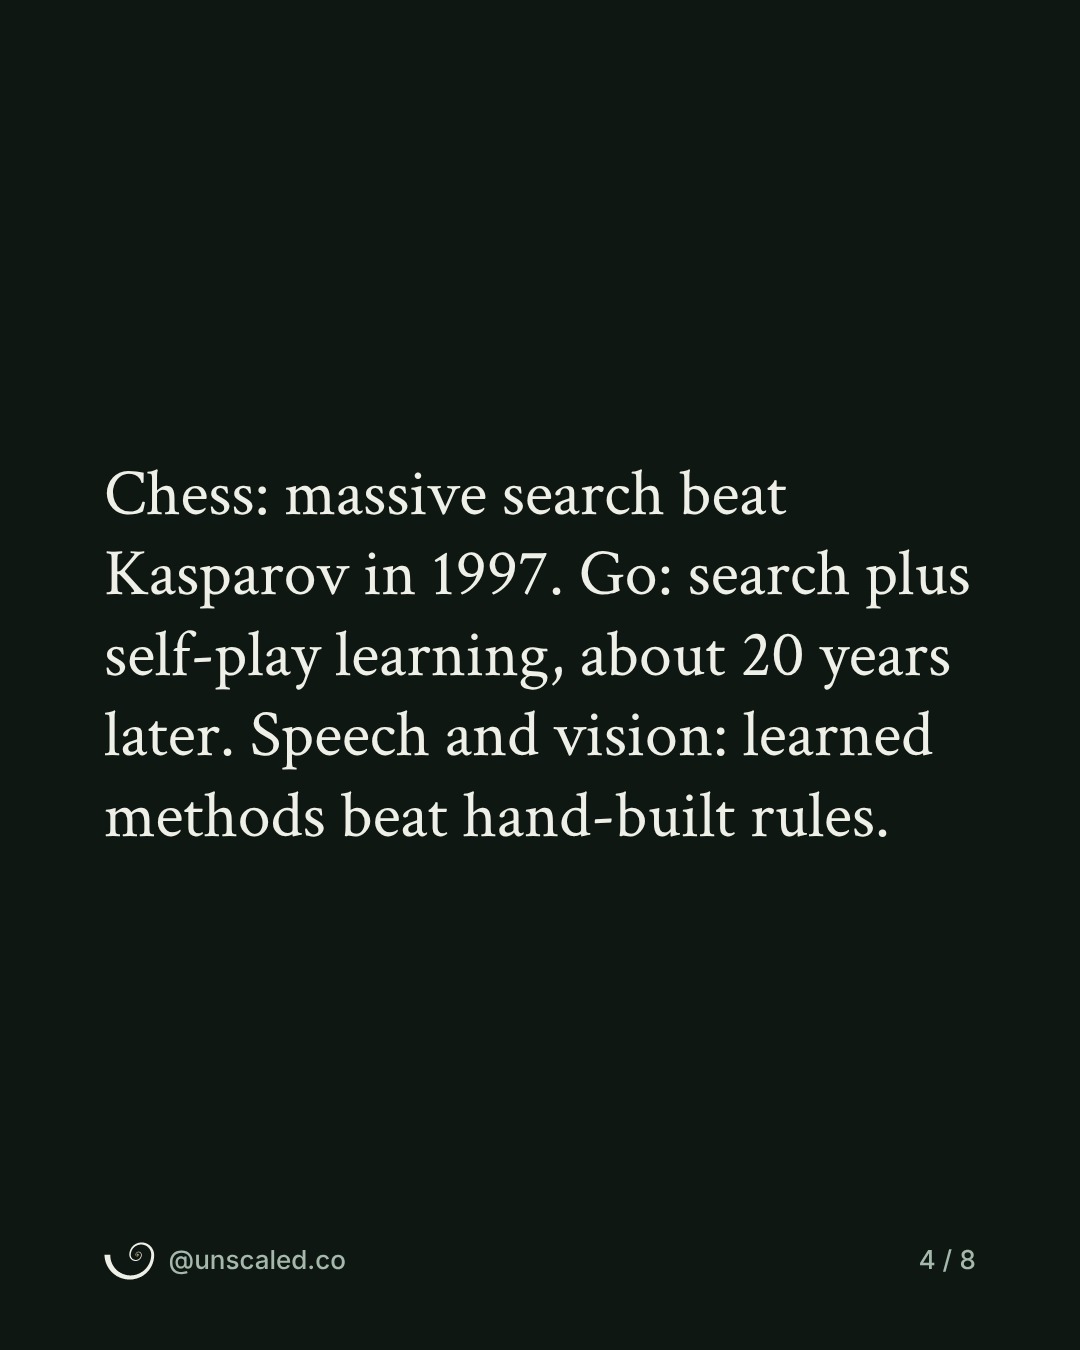 Chess: massive search beat
Kasparov in 1997. Go: search plus
self-play learning, about 20 years
later. Speech and vision: learned
methods beat hand-built rules.
@unscaled.co
4 / 8